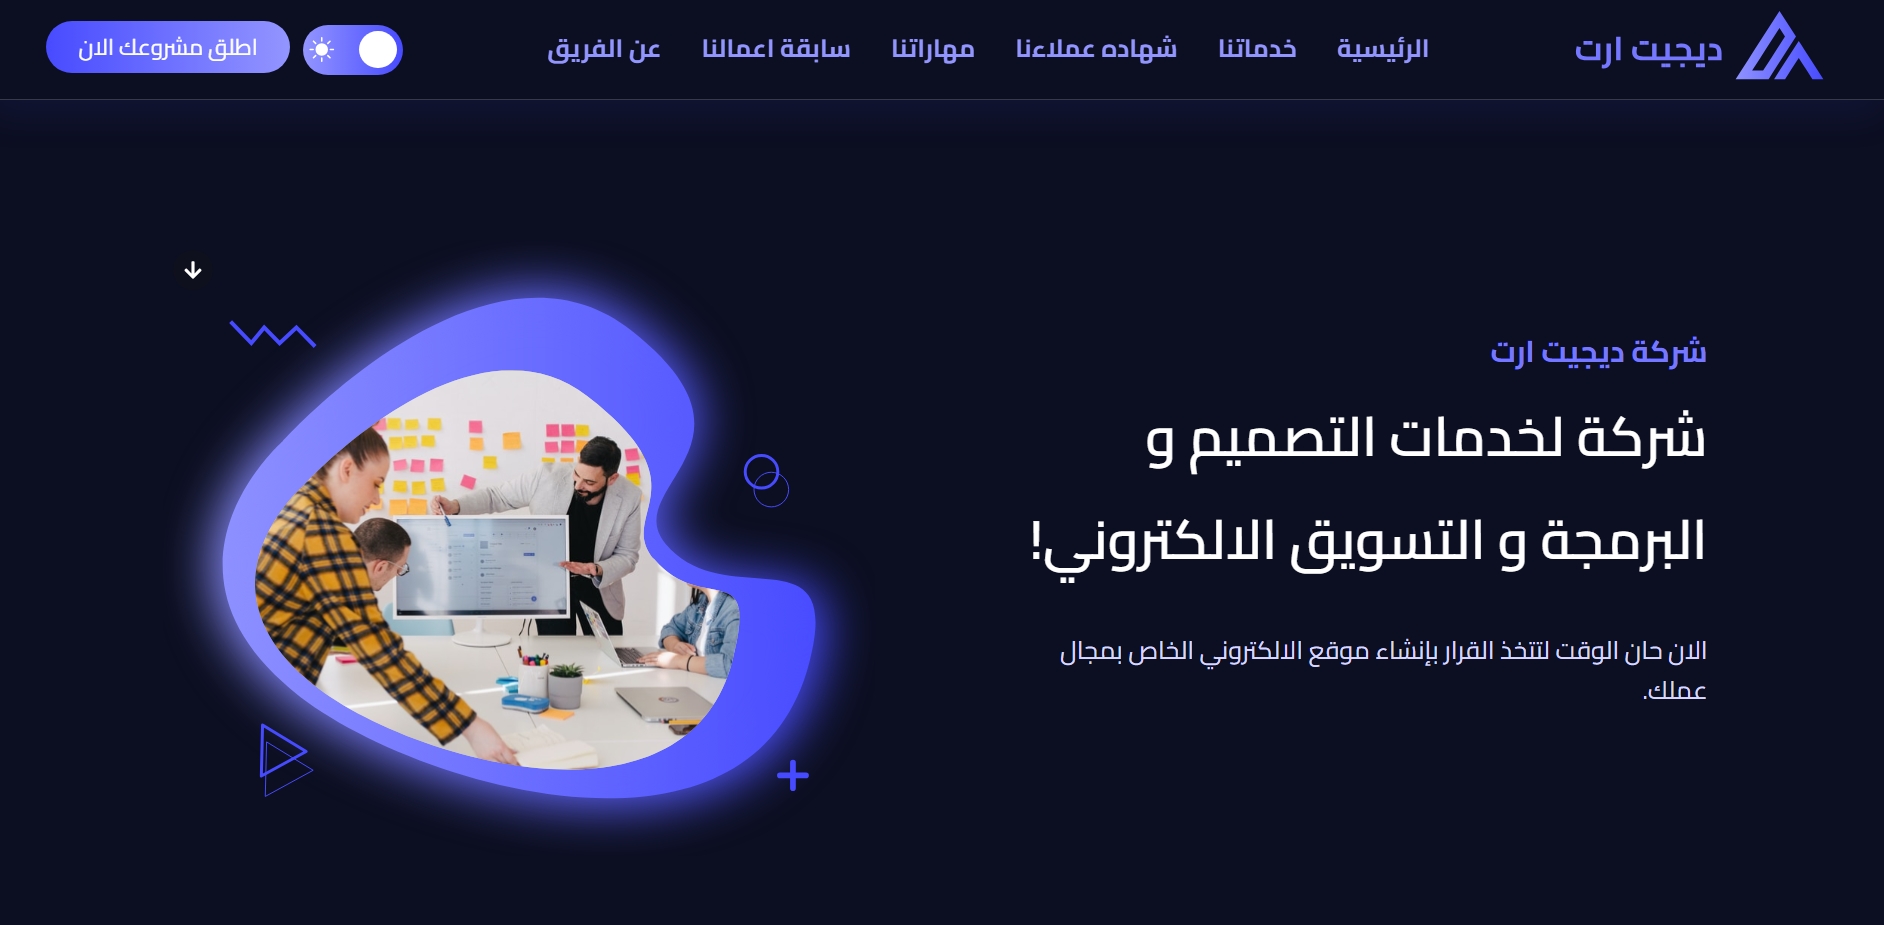 ديجيت ارت
الرئيسية
خدماتنا
شهاده عملاءنا
مهاراتنا
سابقة اعمالنا
عن الفريق
اطلق مشروعك الان
شركة ديجيت ارت
شركة لخدمات التصميم و
البرمجة و التسويق الالكتروني!
الان حان الوقت لتتخذ القرار بإنشاء موقع الالكتروني الخاص بمجال
عملك.